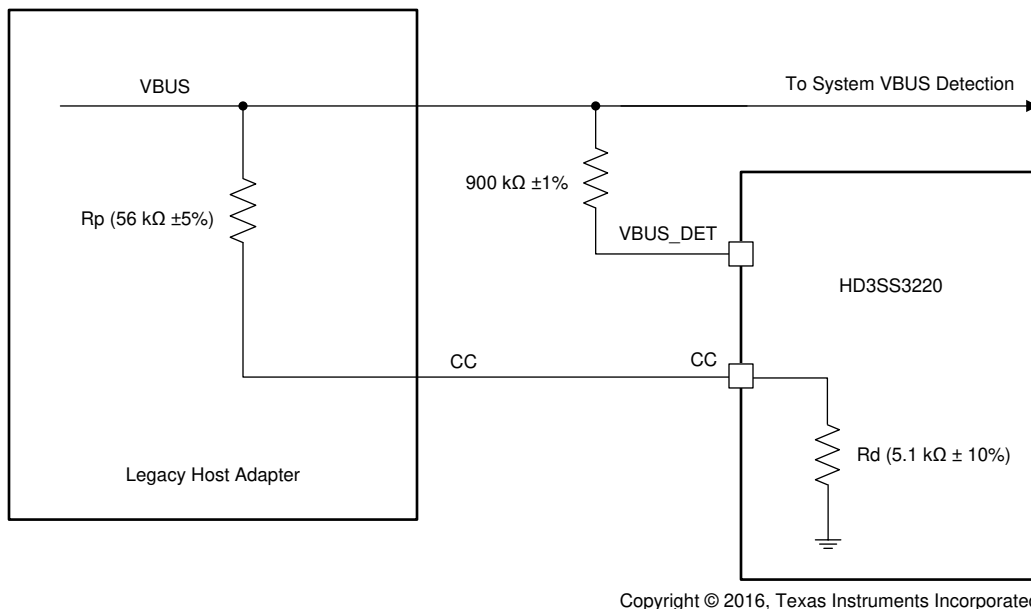 VBUS
To System VBUS Detection
900 kΩ ±1%
Rp (56 kΩ ±5%)
VBUS_DET
HD3SS3220
CC
CC
Rd (5.1 kΩ ± 10%)
Legacy Host Adapter
Copyright © 2016, Texas Instruments Incorporated